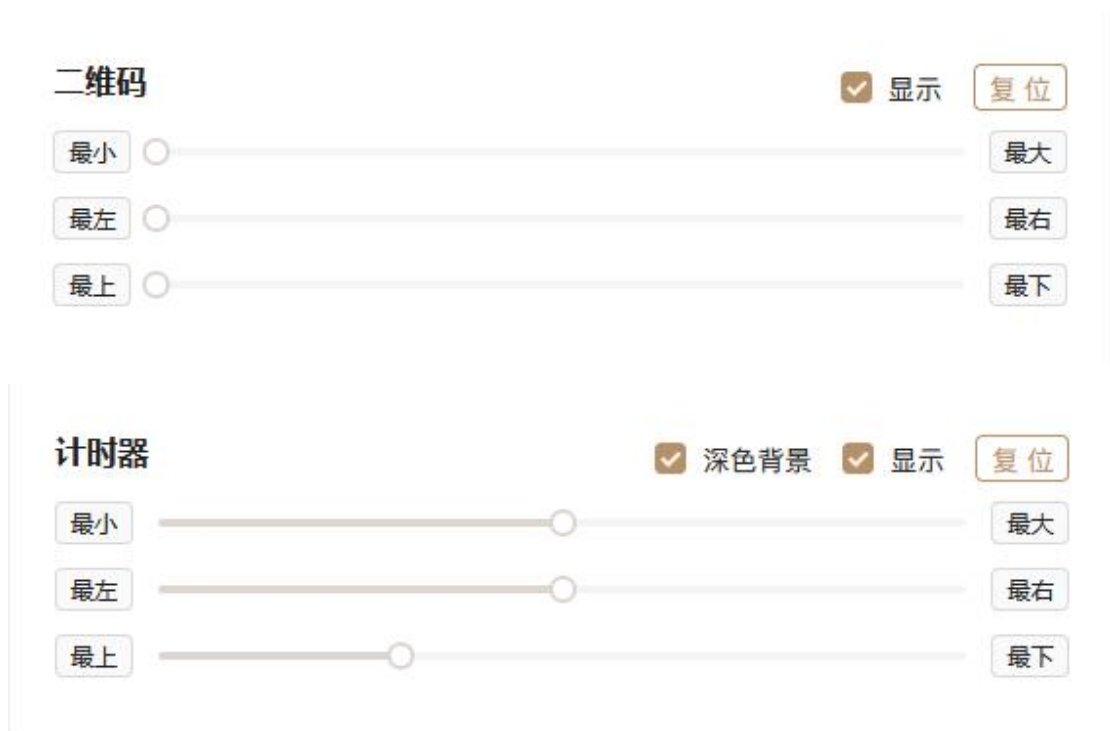 二维码 显示 复位
最小 最大
最左 最右
最上 最下
计时器 深色背景 显示 复位
最小 最大
最左 最右
最上 最下